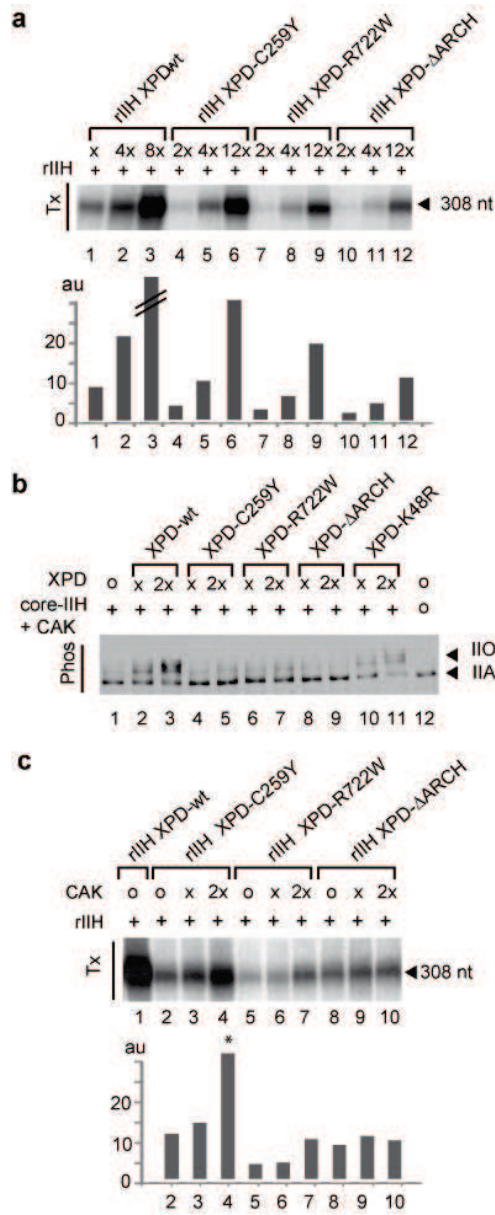 a
rIIH XPDwt
rIIH XPD-C259Y
rIIH XPD-R722W
rIIH XPD-ΔARCH
x 4x 8x 2x 4x 12x 2x 4x 12x 2x 4x 12x
rIIH + + + + + + + + + + + +
Tx
308 nt
1 2 3 4 5 6 7 8 9 10 11 12
au
20
10
0
1 2 3 4 5 6 7 8 9 10 11 12
b
XPD-wt
XPD-C259Y
XPD-R722W
XPD-ΔARCH
XPD-K48R
XPD o x 2x x 2x x 2x x 2x x 2x o
core-IIH + + + + + + + + + + + o
+ CAK
Phos
IIO
IIA
1 2 3 4 5 6 7 8 9 10 11 12
c
rIIH XPD-wt
rIIH XPD-C259Y
rIIH XPD-R722W
rIIH XPD-ΔARCH
CAK o o x 2x o x 2x o x 2x
rIIH + + + + + + + + + +
Tx
308 nt
1 2 3 4 5 6 7 8 9 10
au
*
20
10
0
2 3 4 5 6 7 8 9 10